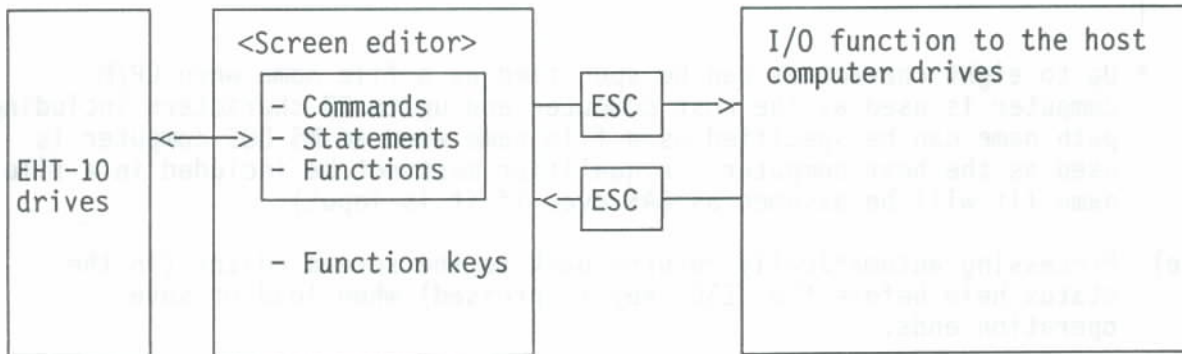 <Screen editor>
- Commands
Statements
Functions
- Function keys
EHT-10
drives
ESC
ESC
I/O function to the host
computer drives